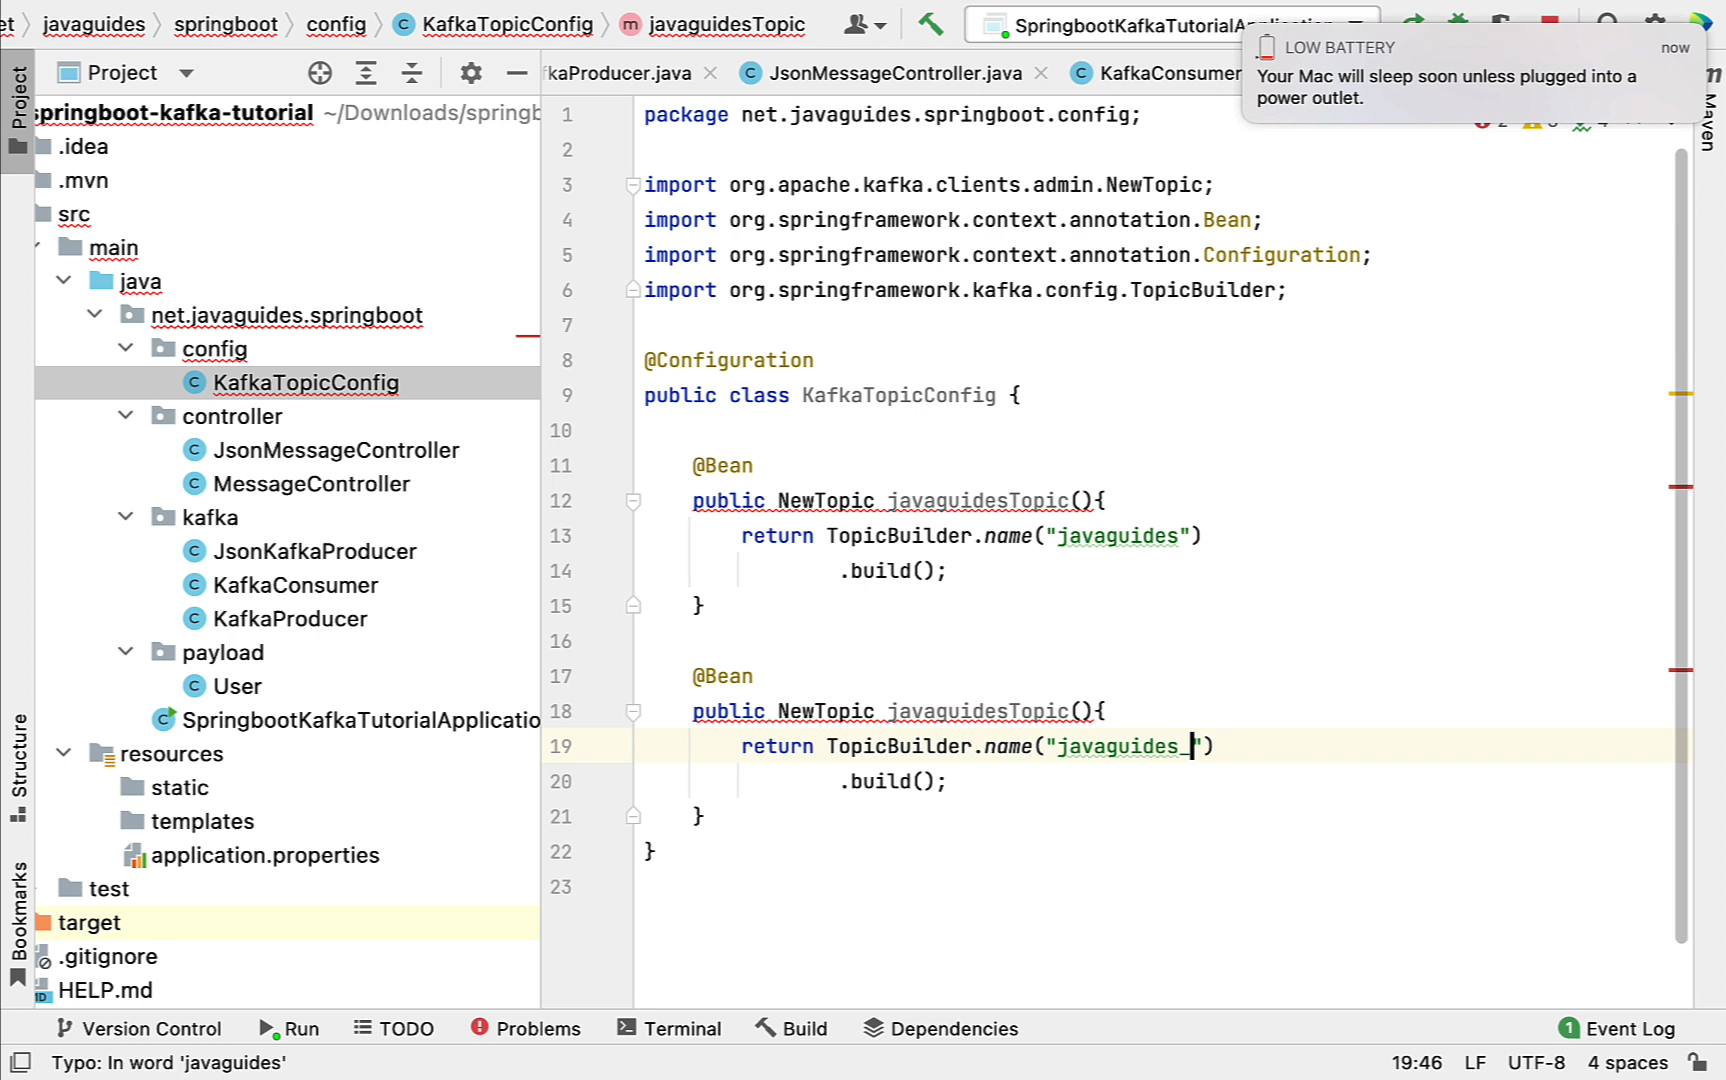 et javaguides springboot config C KafkaTopicConfig m javaguidesTopic SpringbootKafkaTutorialApplication
LOW BATTERY now
Your Mac will sleep soon unless plugged into a
power outlet.
Project
fkaProducer.java JsonMessageController.java KafkaConsumer
springboot-kafka-tutorial ~/Downloads/springb
.idea
.mvn
src
main
java
net.javaguides.springboot
config
KafkaTopicConfig
controller
JsonMessageController
MessageController
kafka
JsonKafkaProducer
KafkaConsumer
KafkaProducer
payload
User
SpringbootKafkaTutorialApplicatio
resources
static
templates
application.properties
test
target
.gitignore
HELP.md
Project
Structure
Bookmarks
Maven
1 package net.javaguides.springboot.config;
2
3 import org.apache.kafka.clients.admin.NewTopic;
4 import org.springframework.context.annotation.Bean;
5 import org.springframework.context.annotation.Configuration;
6 import org.springframework.kafka.config.TopicBuilder;
7
8 @Configuration
9 public class KafkaTopicConfig {
10
11 @Bean
12 public NewTopic javaguidesTopic(){
13 return TopicBuilder.name("javaguides")
14 .build();
15 }
16
17 @Bean
18 public NewTopic javaguidesTopic(){
19 return TopicBuilder.name("javaguides_")
20 .build();
21 }
22 }
23
Version Control Run TODO Problems Terminal Build Dependencies 1 Event Log
Typo: In word 'javaguides' 19:46 LF UTF-8 4 spaces